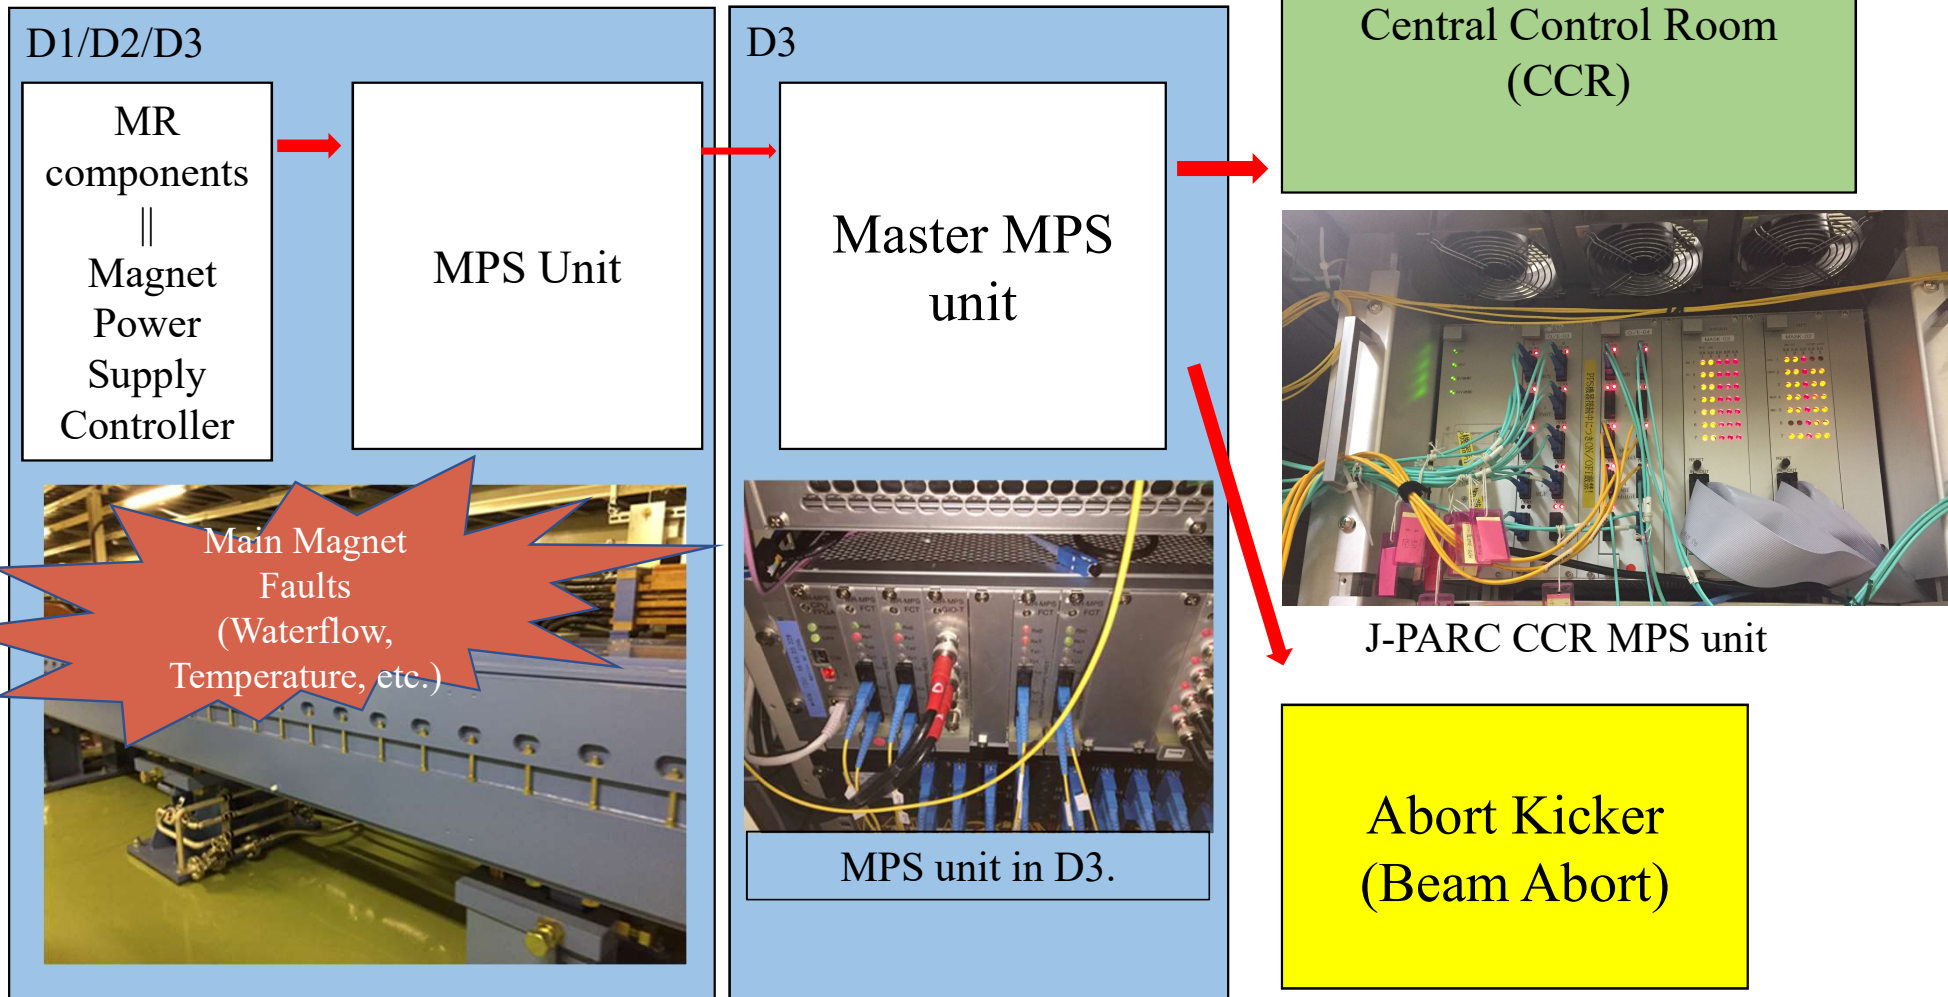 D1/D2/D3
MR
components
||
Magnet
Power
Supply
Controller
MPS Unit
Main Magnet
Faults
(Waterflow,
Temperature, etc.)
D3
Master MPS
unit
MPS unit in D3.
Central Control Room
(CCR)
J-PARC CCR MPS unit
Abort Kicker
(Beam Abort)